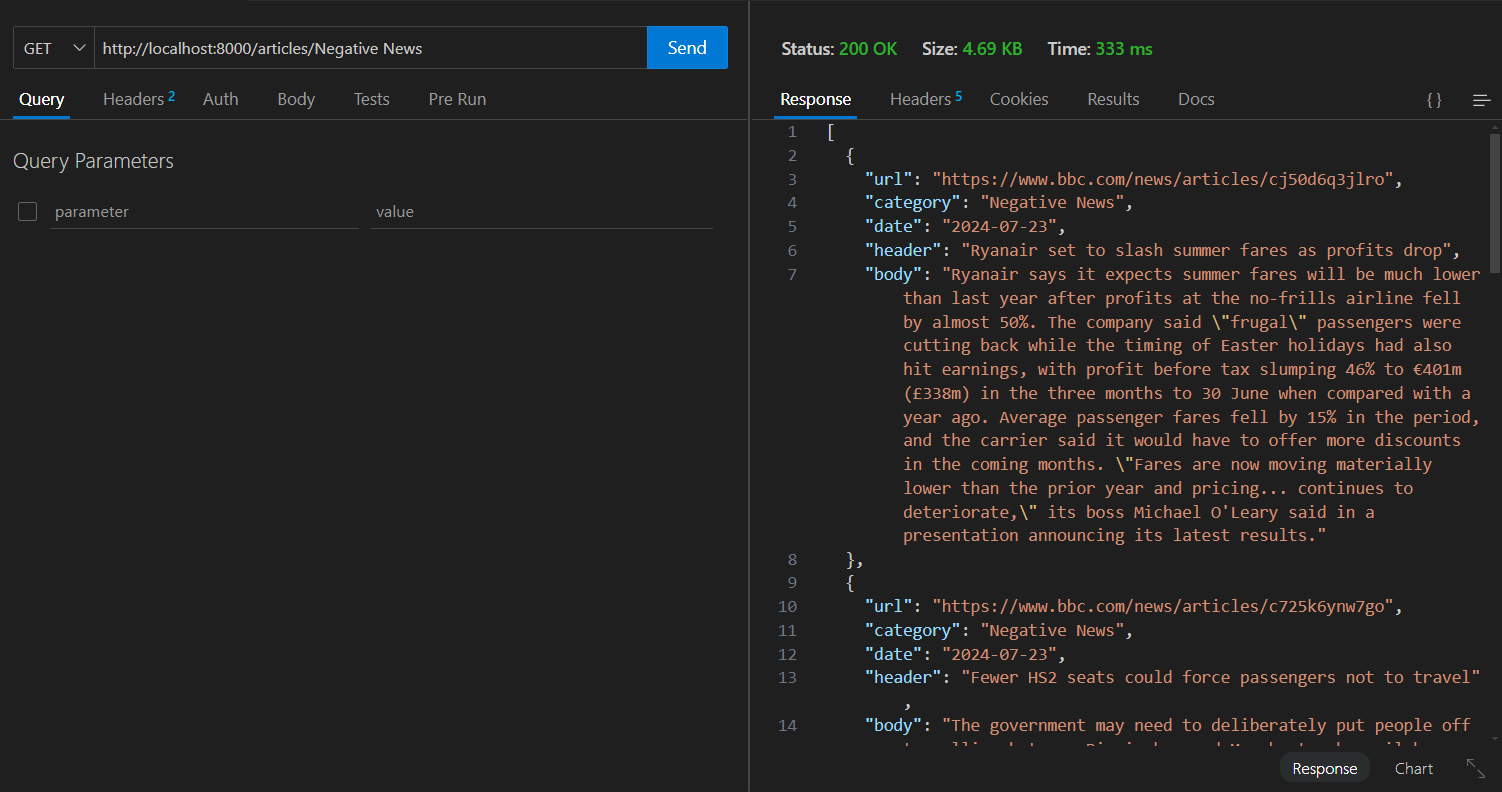 GET http://localhost:8000/articles/Negative News Send
Query Headers 2 Auth Body Tests Pre Run
Query Parameters
parameter value
Status: 200 OK Size: 4.69 KB Time: 333 ms
Response Headers 5 Cookies Results Docs { }
1 [
2 {
3 "url": "https://www.bbc.com/news/articles/cj50d6q3jlro",
4 "category": "Negative News",
5 "date": "2024-07-23",
6 "header": "Ryanair set to slash summer fares as profits drop",
7 "body": "Ryanair says it expects summer fares will be much lower
than last year after profits at the no-frills airline fell
by almost 50%. The company said \"frugal\" passengers were
cutting back while the timing of Easter holidays had also
hit earnings, with profit before tax slumping 46% to €401m
(£338m) in the three months to 30 June when compared with a
year ago. Average passenger fares fell by 15% in the period,
and the carrier said it would have to offer more discounts
in the coming months. \"Fares are now moving materially
lower than the prior year and pricing... continues to
deteriorate,\" its boss Michael O'Leary said in a
presentation announcing its latest results."
8 },
9 {
10 "url": "https://www.bbc.com/news/articles/c725k6ynw7go",
11 "category": "Negative News",
12 "date": "2024-07-23",
13 "header": "Fewer HS2 seats could force passengers not to travel"
,
14 "body": "The government may need to deliberately put people off
Response Chart